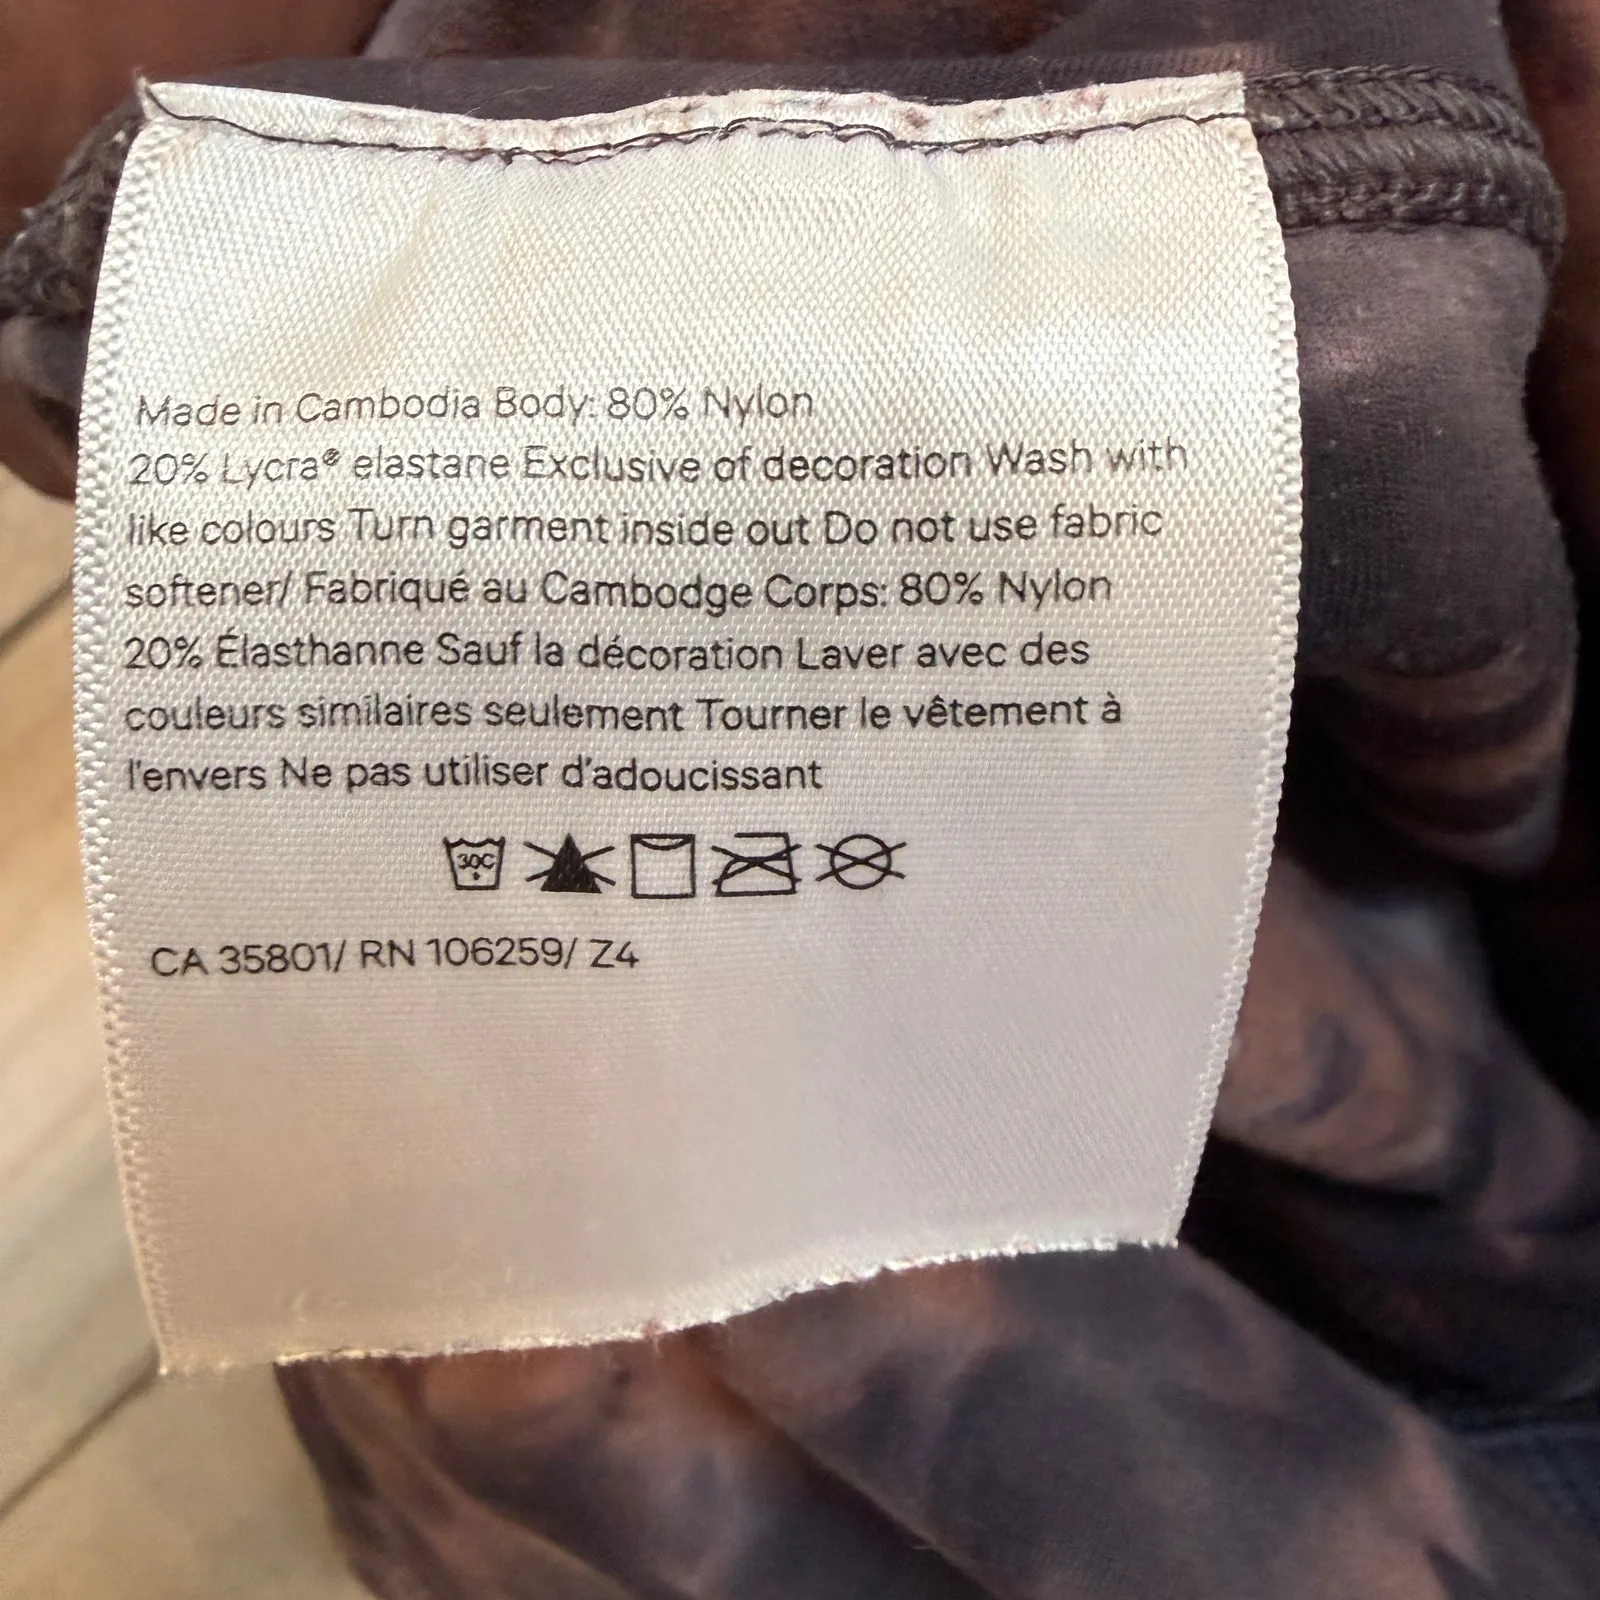 Made in Cambodia Body: 80% Nylon
20% Lycra® elastane Exclusive of decoration Wash with
like colours Turn garment inside out Do not use fabric
softener/ Fabriqué au Cambodge Corps: 80% Nylon
20% Élasthanne Sauf la décoration Laver avec des
couleurs similaires seulement Tourner le vêtement à
l'envers Ne pas utiliser d'adoucissant
30C
CA 35801/ RN 106259/ Z4